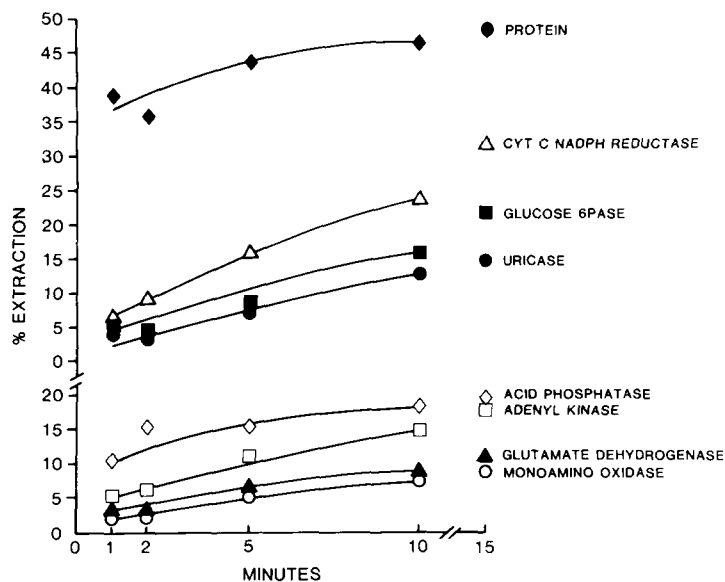 50
45
40
35
30
25
20
15
10
5
0
20
15
10
5
0
% EXTRACTION
PROTEIN
CYT C NADPH REDUCTASE
GLUCOSE 6PASE
URICASE
ACID PHOSPHATASE
ADENYL KINASE
GLUTAMATE DEHYDROGENASE
MONOAMINO OXIDASE
0 1 2 5 10 15
MINUTES